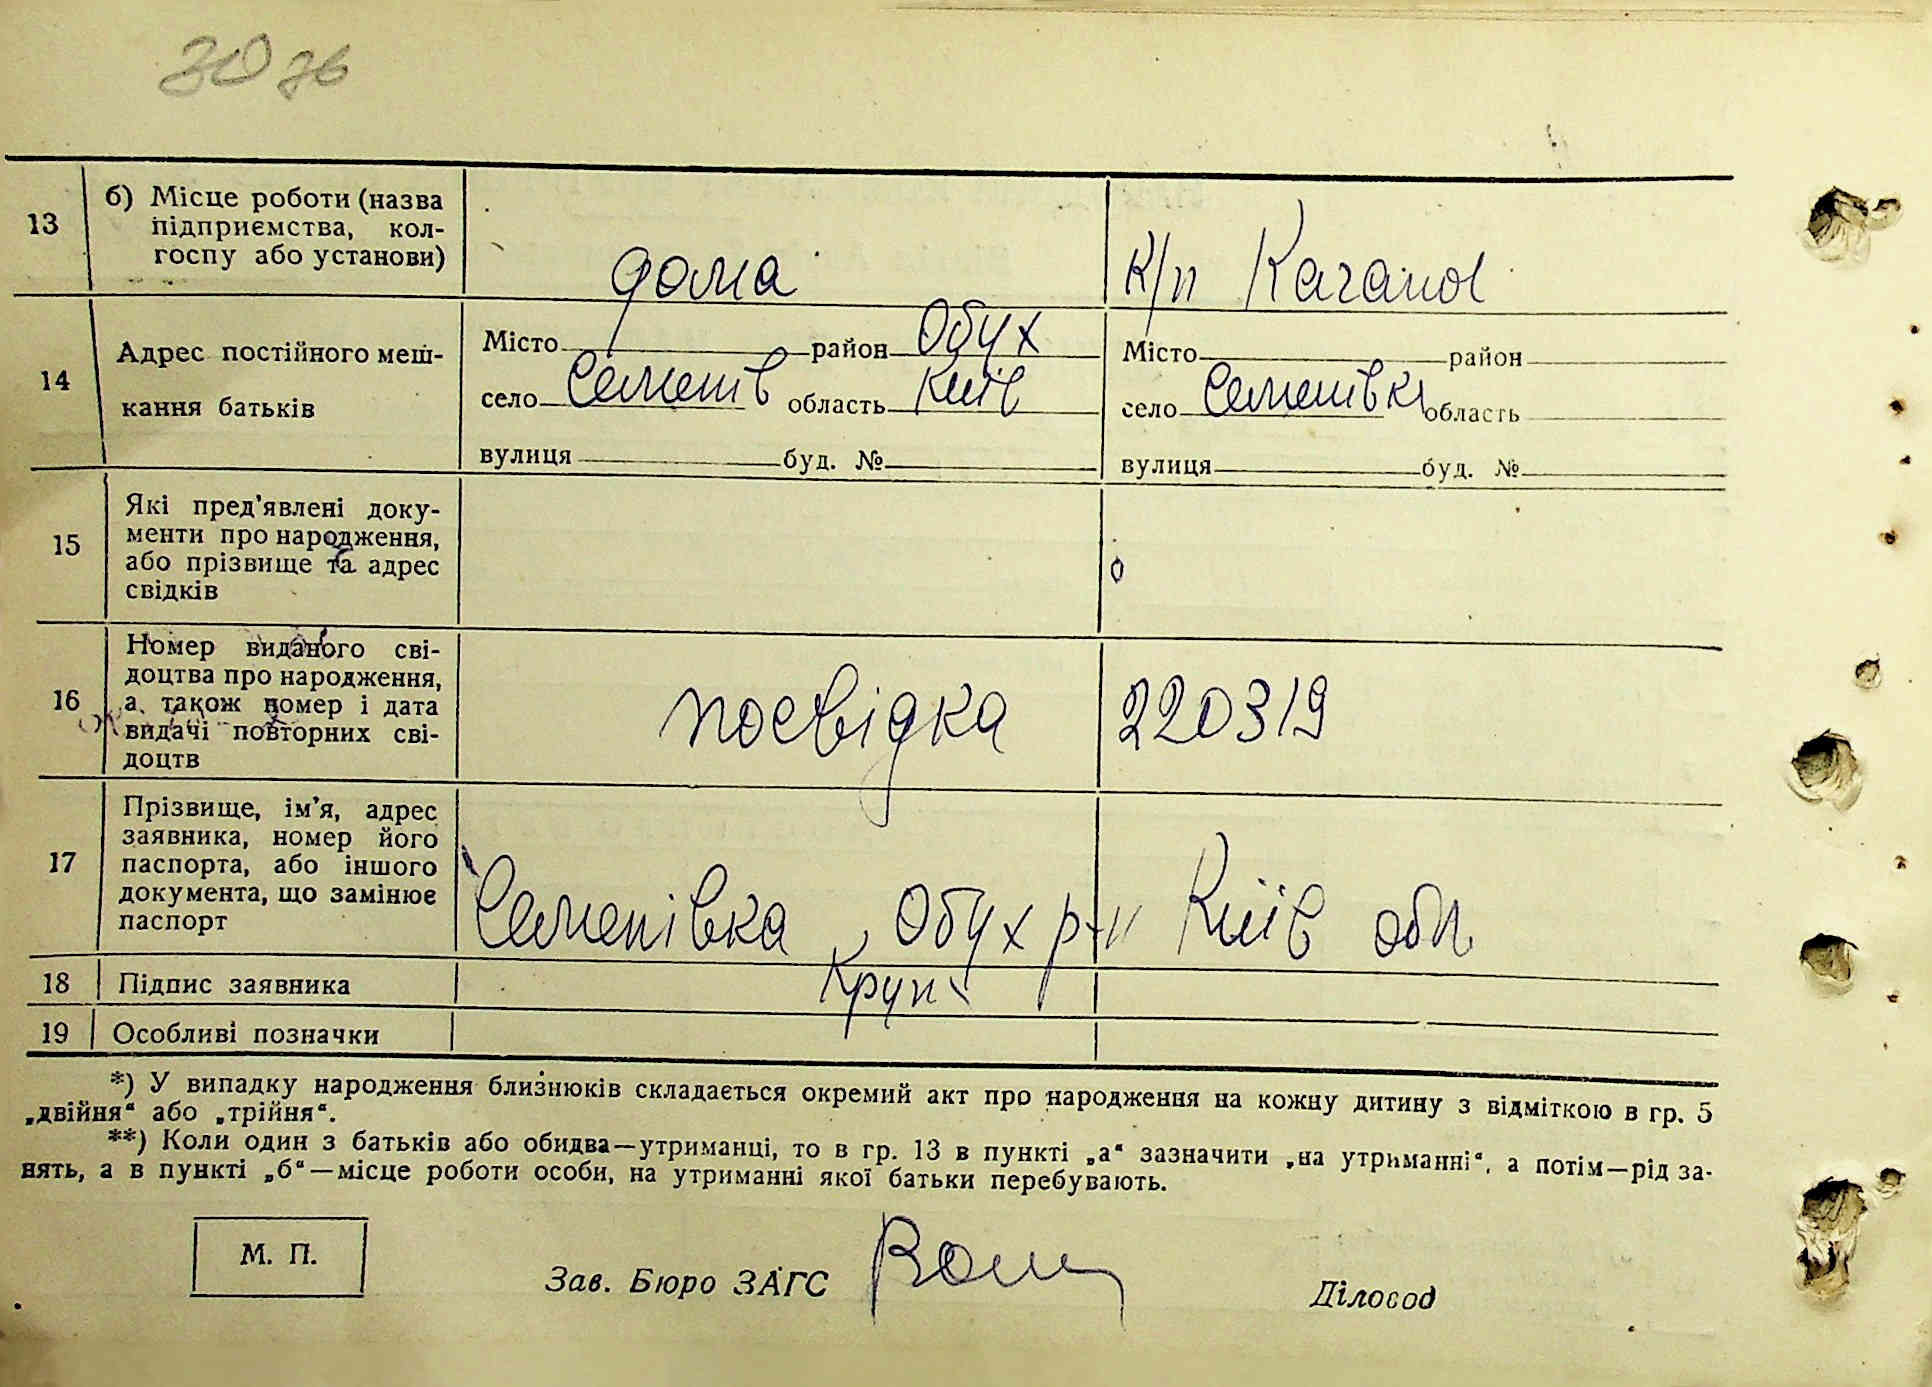 30 зв
13 б) Місце роботи (назва
підприємства, кол-
госпу або установи)
дома К/п Каган
14 Адрес постійного меш-
кання батьків
Місто район Обух Місто район
село Семенів область Київ село Семенівка область
вулиця буд. № вулиця буд. №
15 Які пред'явлені доку-
менти про народження,
або прізвище та адрес
свідків
16 Номер виданого сві-
доцтва про народження,
а також номер і дата
видачі повторних сві-
доцтв
посвідка 220319
17 Прізвище, ім'я, адрес
заявника, номер його
паспорта, або іншого
документа, що замінює
паспорт
Семенівка, Обух р-н Київ обл
18 Підпис заявника Круп
19 Особливі позначки
*) У випадку народження близнюків складається окремий акт про народження на кожну дитину з відміткою в гр. 5
„двійня“ або „трійня“.
**) Коли один з батьків або обидва—утриманці, то в гр. 13 в пункті „а“ зазначити „на утриманні“, а потім—рід за-
нять, а в пункті „б“—місце роботи особи, на утриманні якої батьки перебувають.
М. П.
Зав. Бюро ЗАГС Діловод